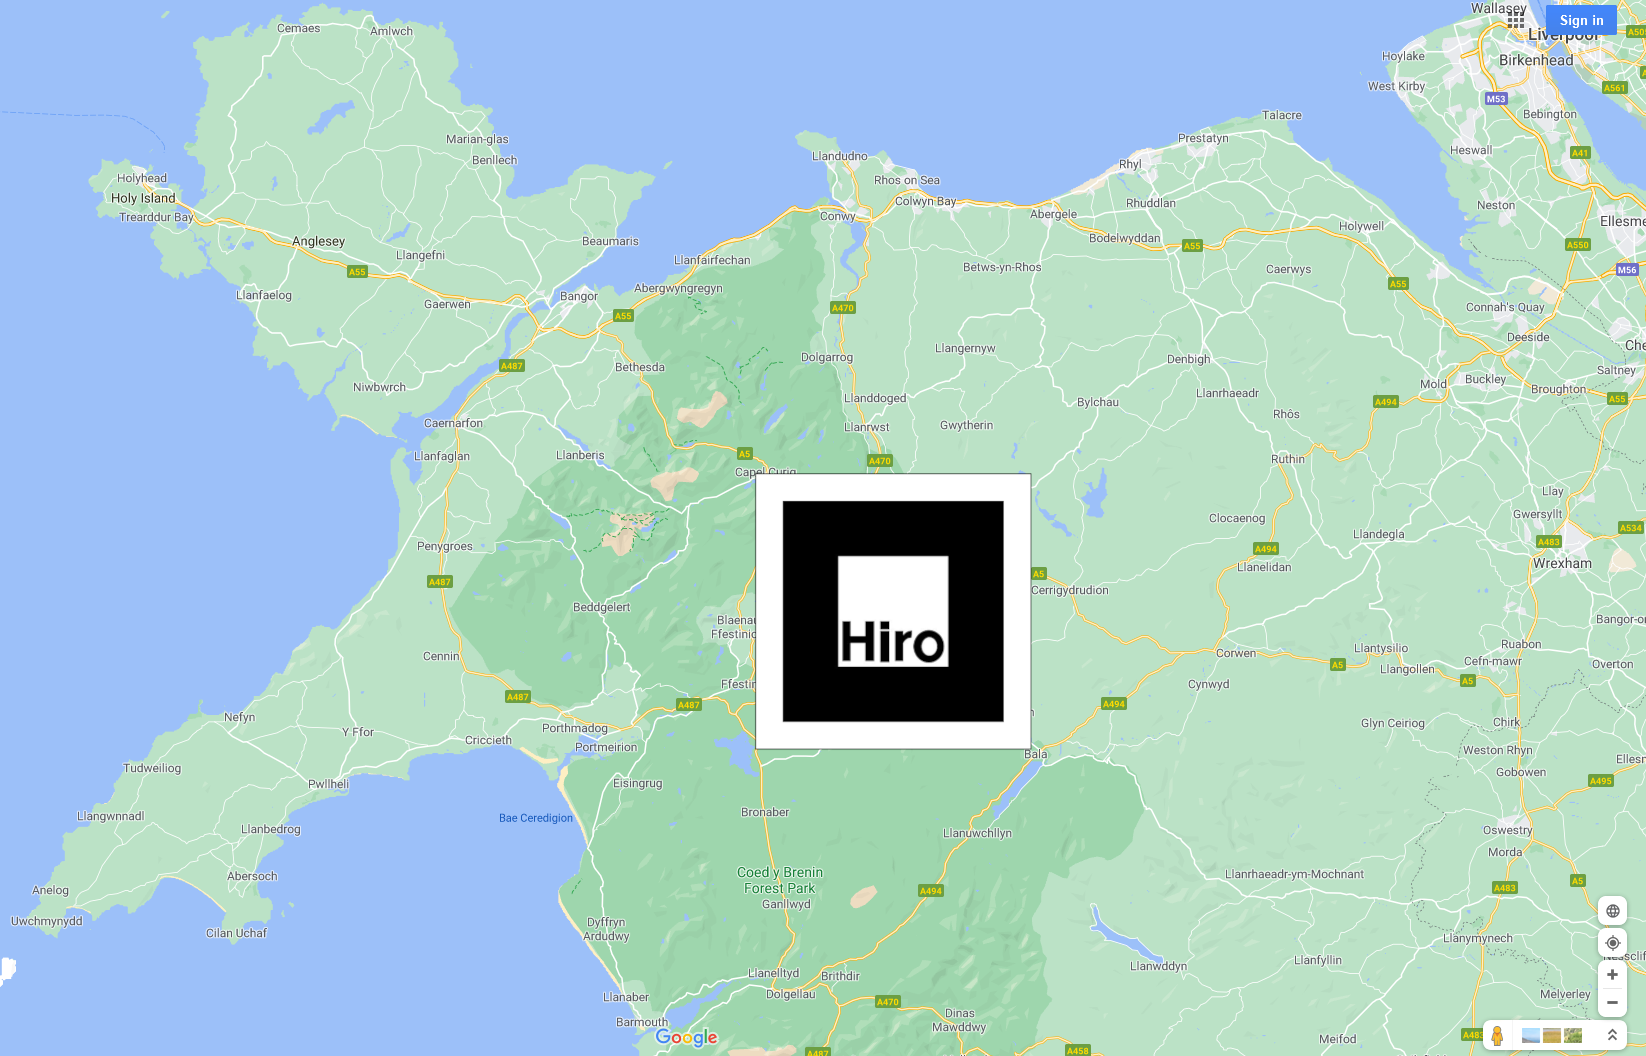 Wallasey
Sign in
Liverpool
Cemaes
Amlwch
Hoylake
Birkenhead
A561
West Kirby
M53
Talacre
Bebington
Marian-glas
Prestatyn
Benllech
Llandudno
Rhyl
Heswall
A41
Holyhead
Rhos on Sea
Holy Island
Colwyn Bay
Rhuddlan
Neston
Trearddur Bay
Conwy
Abergele
Holywell
Ellesme
Anglesey
Beaumaris
Bodelwyddan
A55
A550
Llangefni
Llanfairfechan
Betws-yn-Rhos
Caerwys
M56
A55
Abergwyngregyn
A55
Llanfaelog
Gaerwen
Bangor
A55
A470
Connah's Quay
Deeside
Che
Llangernyw
Dolgarrog
Denbigh
A487
Bethesda
Saltney
Niwbwrch
Mold
Buckley
Broughton
Llanddoged
Bylchau
Llanrhaeadr
A494
A55
Rhôs
Caernarfon
Llanrwst
Gwytherin
Llanfaglan
Llanberis
A5
A470
Ruthin
Capel Curig
Llay
Gwersyllt
Clocaenog
A534
Llandegla
A483
Penygroes
A494
Wrexham
Llanelidan
A487
A5
Cerrigydrudion
Beddgelert
Blaenau
Ffestinio
Hiro
Bangor-o
Ruabon
Cennin
Corwen
Llantysilio
Cefn-mawr
Overton
A5
Llangollen
A5
Ffestin
Cynwyd
A487
A487
A494
Nefyn
Glyn Ceiriog
Chirk
Y Ffor
Criccieth
Porthmadog
Portmeirion
Bala
Weston Rhyn
Ellesm
Tudweiliog
Gobowen
Pwllheli
Eisingrug
A495
Llangwnnadl
Bae Ceredigion
Bronaber
Llanbedrog
Llanuwchllyn
Oswestry
Morda
Abersoch
Coed y Brenin
Forest Park
Llanrhaeadr-ym-Mochnant
Anelog
A494
A483
A5
Ganllwyd
Uwchmynydd
Cilan Uchaf
Dyffryn
Ardudwy
Llanymynech
Llanelltyd
Brithdir
Llanwddyn
Llanfyllin
Llanaber
Dolgellau
A470
Melverley
Barmouth
Dinas
Mawddwy
Google
Meifod
A483
A487
A458